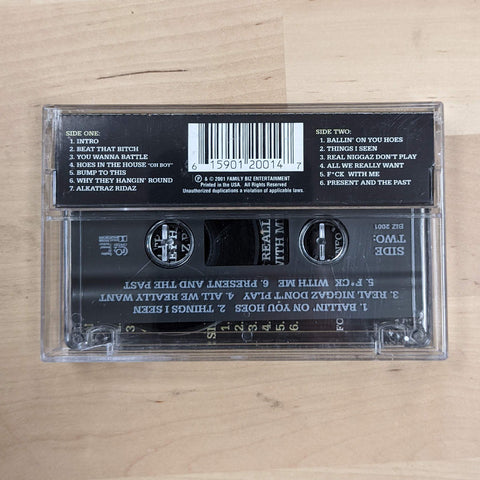 SIDE ONE:
1. INTRO
2. BEAT THAT BITCH
3. YOU WANNA BATTLE
4. HOES IN THE HOUSE "OH BOY"
5. BUMP TO THIS
6. WHY THEY HANGIN' ROUND
7. ALKATRAZ RIDAZ
6 15901 20014 7
℗ & © 2001 FAMILY BIZ ENTERTAINMENT
Printed in the USA. All Rights Reserved
Unauthorized duplications a violation of applicable laws.
SIDE TWO:
1. BALLIN' ON YOU HOES
2. THINGS I SEEN
3. REAL NIGGAZ DON'T PLAY
4. ALL WE REALLY WANT
5. F*CK WITH ME
6. PRESENT AND THE PAST
SIDE
TWO:
BIZ 2001
1. BALLIN' ON YOU HOES 2. THINGS I SEEN
3. REAL NIGGAZ DON'T PLAY 4. ALL WE REALLY WANT
5. F*CK WITH ME 6. PRESENT AND THE PAST
REALL
WITH M